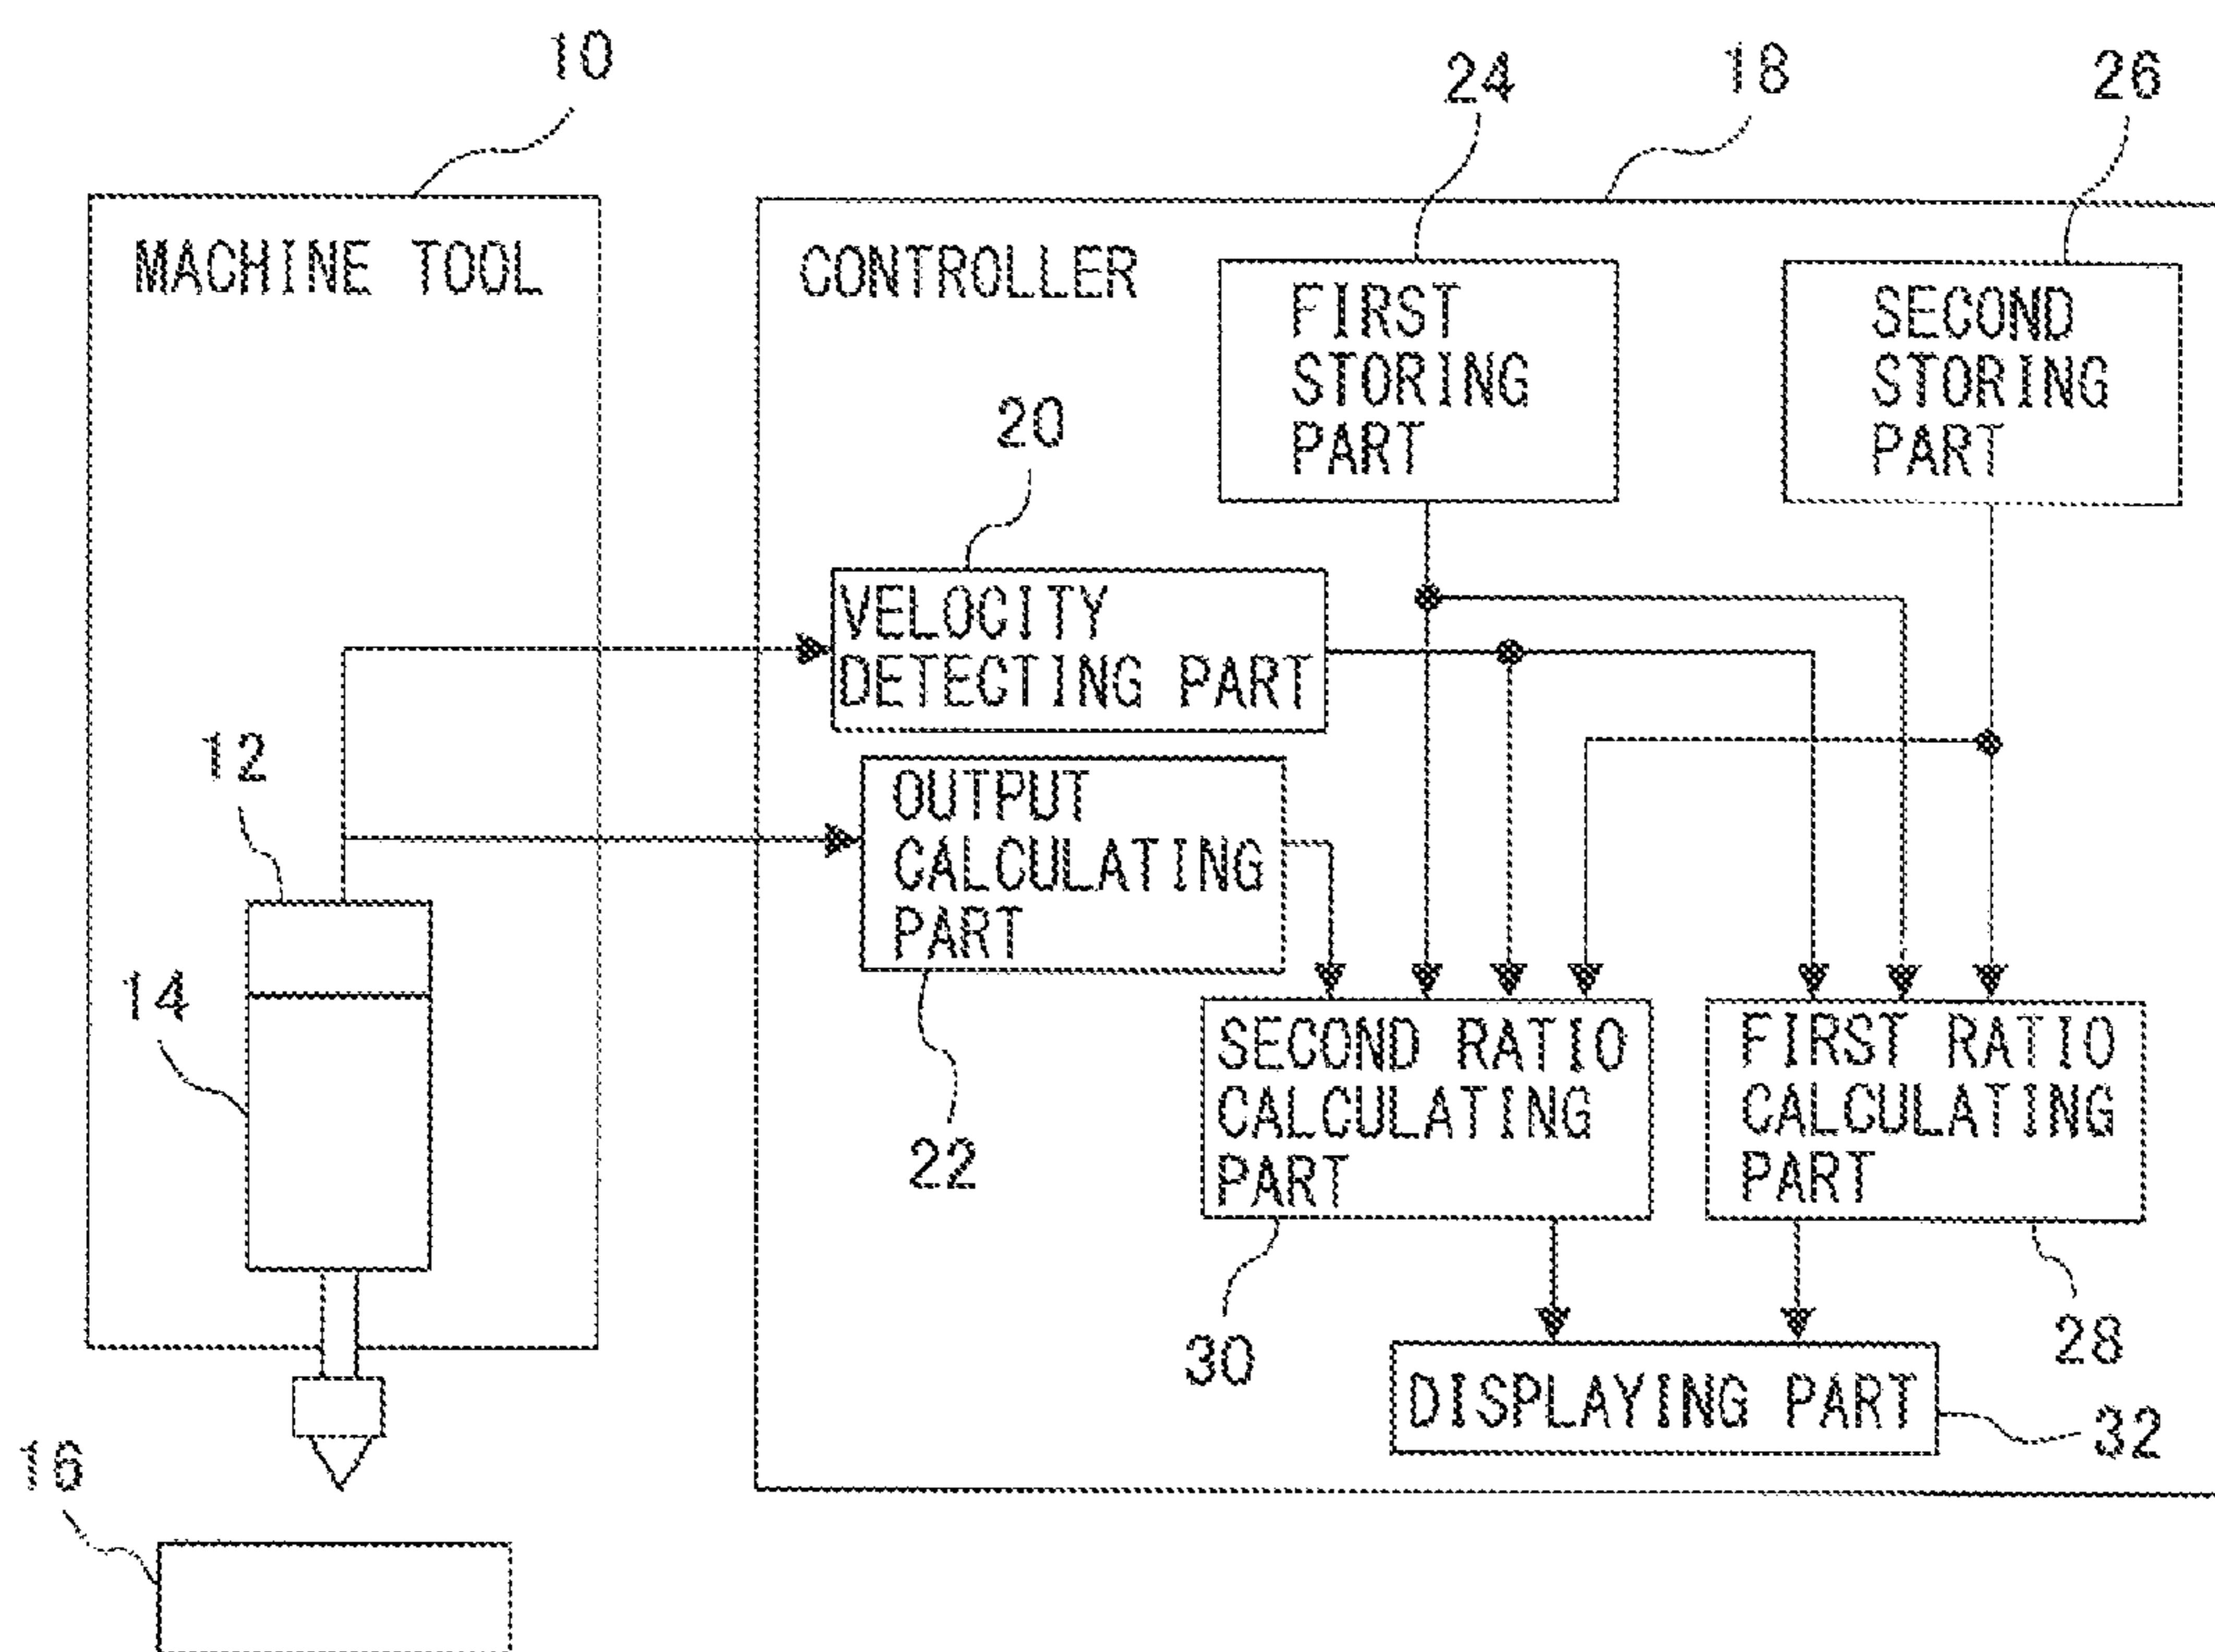 10
24
18
26
MACHINE TOOL
CONTROLLER
FIRST
STORING
PART
SECOND
STORING
PART
20
VELOCITY
DETECTING PART
12
OUTPUT
CALCULATING
PART
14
22
SECOND RATIO
CALCULATING
PART
FIRST RATIO
CALCULATING
PART
30
28
DISPLAYING PART
32
16